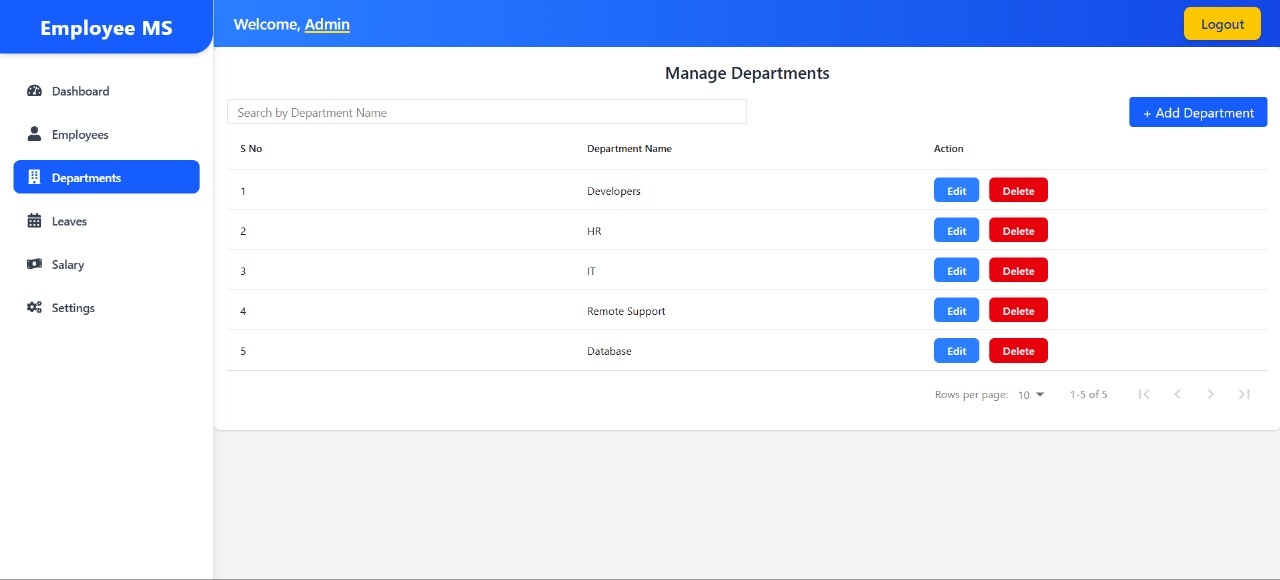 Employee MS
Welcome, Admin
Logout
Dashboard
Employees
Departments
Leaves
Salary
Settings
Manage Departments
Search by Department Name
+ Add Department
S No Department Name Action
1 Developers Edit Delete
2 HR Edit Delete
3 IT Edit Delete
4 Remote Support Edit Delete
5 Database Edit Delete
Rows per page: 10 1-5 of 5